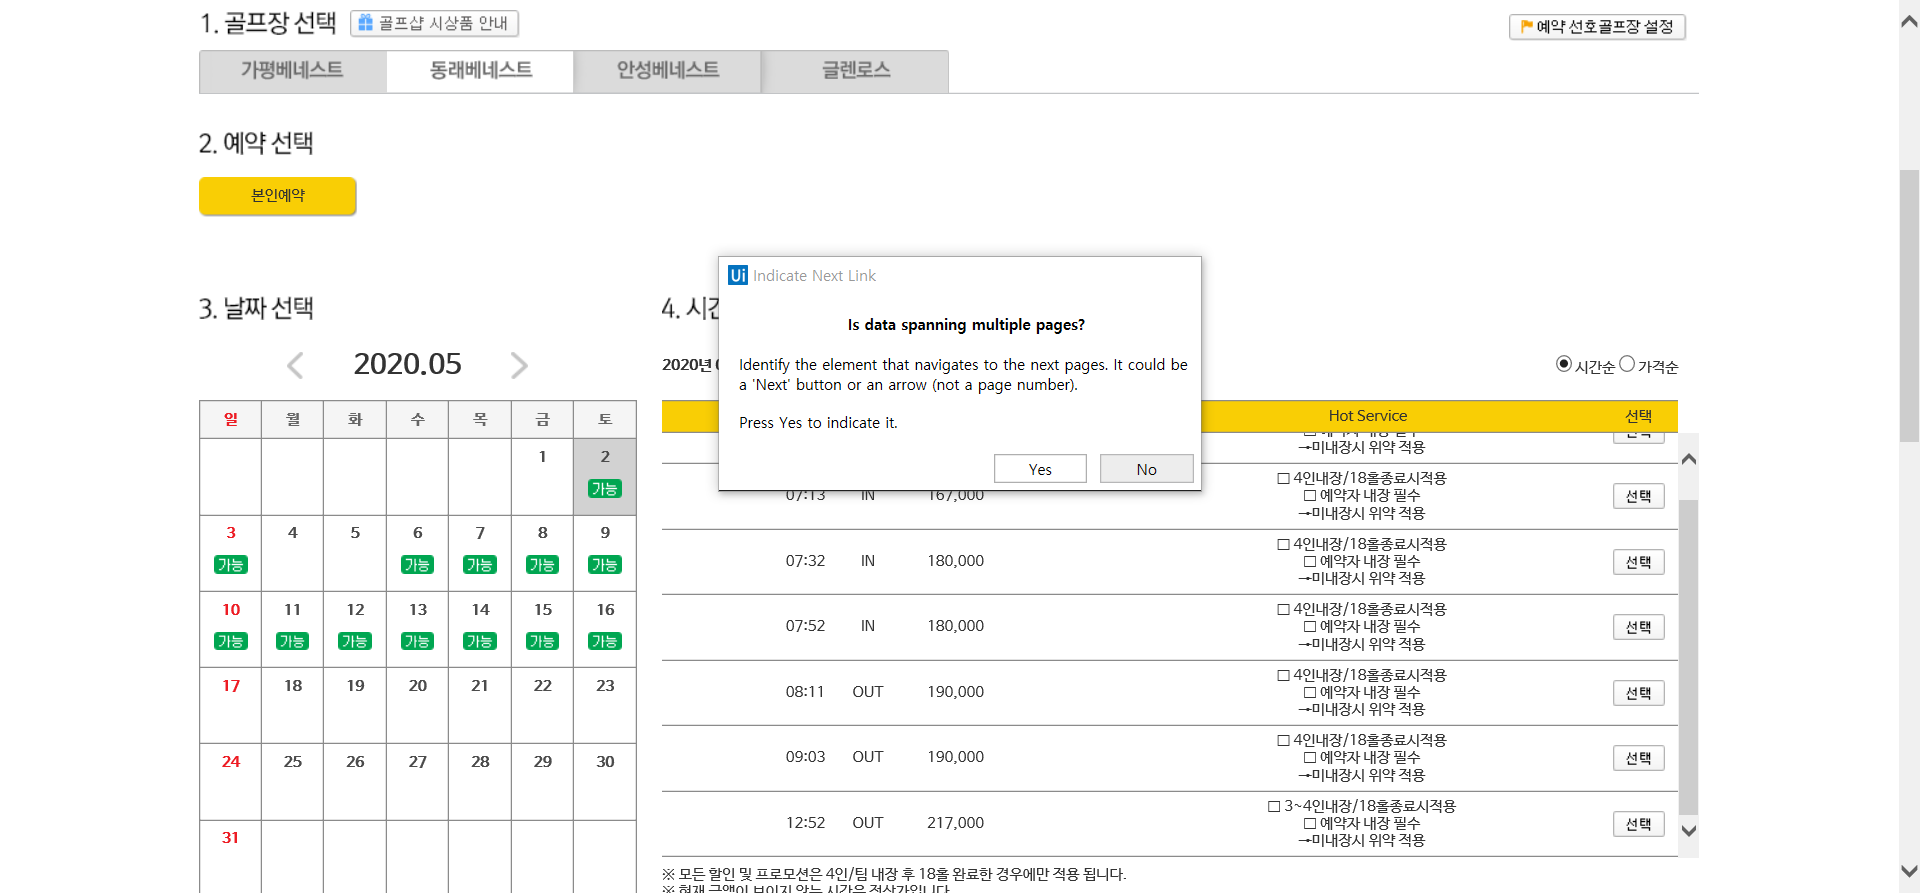 1. 골프장 선택 골프샵 시상품 안내 예약 선호골프장 설정
가평베네스트 동래베네스트 안성베네스트 글렌로스
2. 예약 선택
본인예약
3. 날짜 선택
2020.05
일 월 화 수 목 금 토
1 2
가능
3 4 5 6 7 8 9
가능 가능 가능 가능 가능
10 11 12 13 14 15 16
가능 가능 가능 가능 가능 가능 가능
17 18 19 20 21 22 23
24 25 26 27 28 29 30
31
4. 시간
2020년
시간순 가격순
Ui Indicate Next Link
Is data spanning multiple pages?
Identify the element that navigates to the next pages. It could be
a 'Next' button or an arrow (not a page number).
Press Yes to indicate it.
Yes No
Hot Service 선택
→미내장시 위약 적용
07:13 IN 167,000 □ 4인내장/18홀종료시적용
□ 예약자 내장 필수
→미내장시 위약 적용
선택
07:32 IN 180,000 □ 4인내장/18홀종료시적용
□ 예약자 내장 필수
→미내장시 위약 적용
선택
07:52 IN 180,000 □ 4인내장/18홀종료시적용
□ 예약자 내장 필수
→미내장시 위약 적용
선택
08:11 OUT 190,000 □ 4인내장/18홀종료시적용
□ 예약자 내장 필수
→미내장시 위약 적용
선택
09:03 OUT 190,000 □ 4인내장/18홀종료시적용
□ 예약자 내장 필수
→미내장시 위약 적용
선택
12:52 OUT 217,000 □ 3~4인내장/18홀종료시적용
□ 예약자 내장 필수
→미내장시 위약 적용
선택
※ 모든 할인 및 프로모션은 4인/팀 내장 후 18홀 완료한 경우에만 적용 됩니다.
※ 현재 금액이 보이지 않는 시간은 정상가입니다